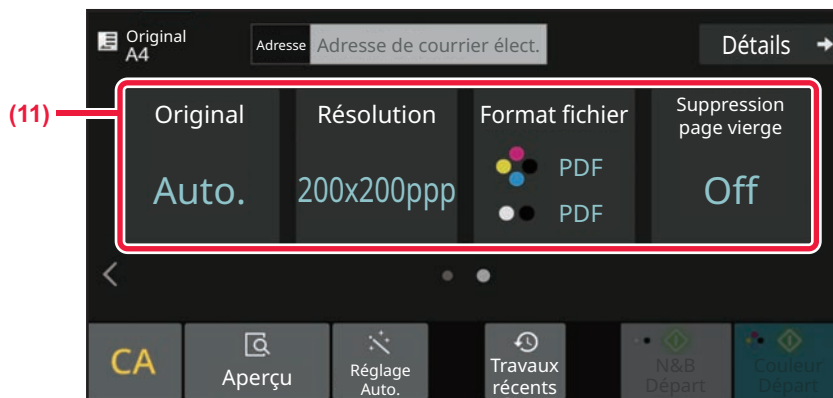 Original
A4
Adresse Adresse de courrier élect.
Détails
(11)
Original
Résolution
Format fichier
Suppression
page vierge
Auto.
200x200ppp
PDF
PDF
Off
CA
Aperçu
Réglage
Auto.
Travaux
récents
N&B
Départ
Couleur
Départ